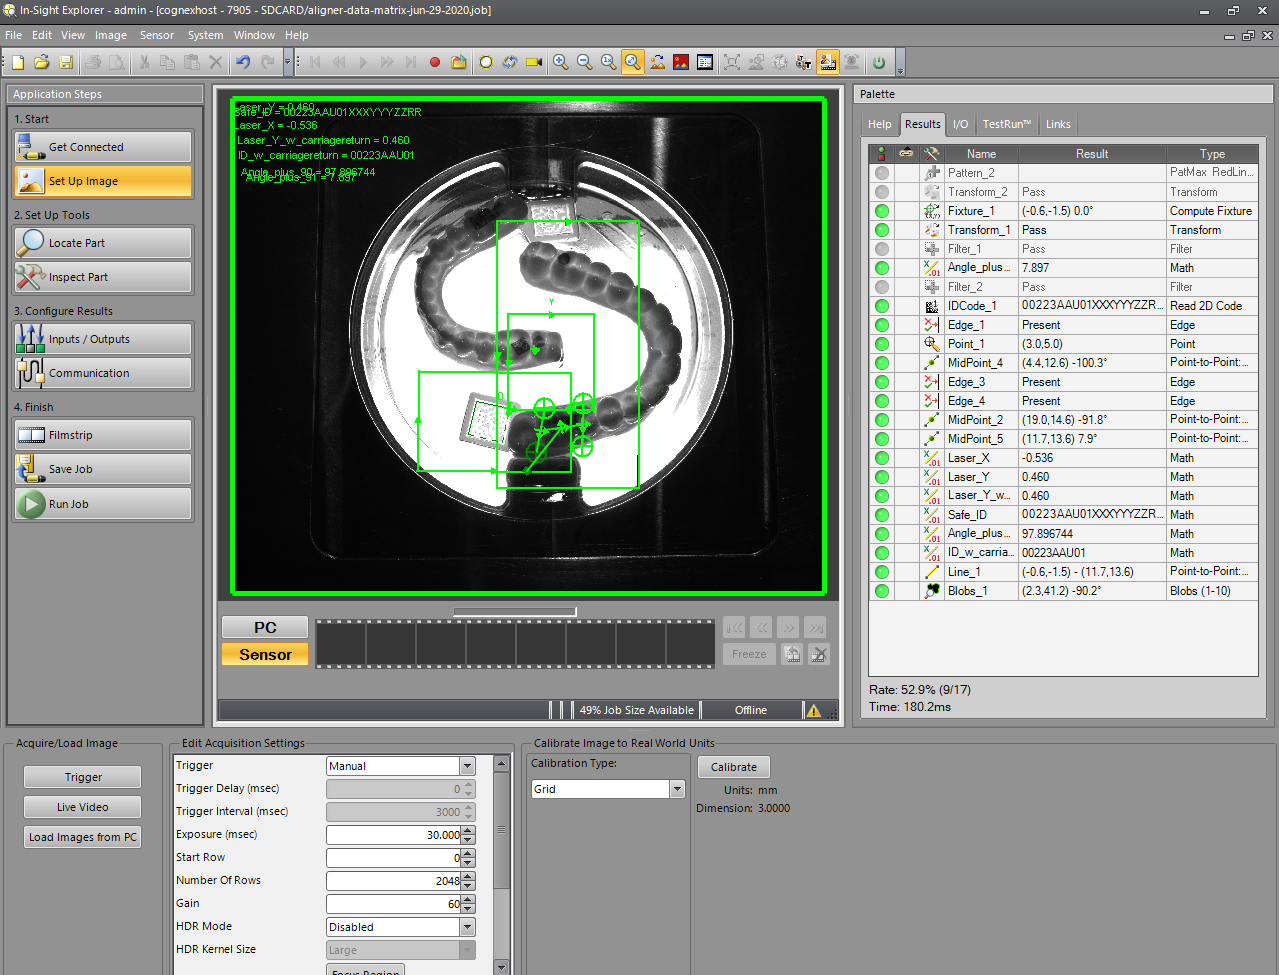 In-Sight Explorer - admin - [cognexhost - 7905 - SDCARD/aligner-data-matrix-jun-29-2020.job]
File Edit View Image Sensor System Window Help
Application Steps
1. Start
Get Connected
Set Up Image
2. Set Up Tools
Locate Part
Inspect Part
3. Configure Results
Inputs / Outputs
Communication
4. Finish
Filmstrip
Save Job
Run Job
Laser_Y = 0.460
Safe_ID = 00223AAU01XXXYYYZZRR
Laser_X = -0.536
Laser_Y_w_carriagereturn = 0.460
ID_w_carriagereturn = 00223AAU01
Angle_plus_90 = 97.896744
Angle_plus_91 = 7.897
Y
PC
Sensor
Freeze
49% Job Size Available Offline
Palette
Help Results I/O TestRun™ Links
Name Result Type
Pattern_2 PatMax RedLin...
Transform_2 Pass Transform
Fixture_1 (-0.6,-1.5) 0.0° Compute Fixture
Transform_1 Pass Transform
Filter_1 Pass Filter
Angle_plus... 7.897 Math
Filter_2 Pass Filter
IDCode_1 00223AAU01XXXYYYZZR... Read 2D Code
Edge_1 Present Edge
Point_1 (3.0,5.0) Point
MidPoint_4 (4.4,12.6) -100.3° Point-to-Point:...
Edge_3 Present Edge
Edge_4 Present Edge
MidPoint_2 (19.0,14.6) -91.8° Point-to-Point:...
MidPoint_5 (11.7,13.6) 7.9° Point-to-Point:...
Laser_X -0.536 Math
Laser_Y 0.460 Math
Laser_Y_w... 0.460 Math
Safe_ID 00223AAU01XXXYYYZZR... Math
Angle_plus... 97.896744 Math
ID_w_carria... 00223AAU01 Math
Line_1 (-0.6,-1.5) - (11.7,13.6) Point-to-Point:...
Blobs_1 (2.3,41.2) -90.2° Blobs (1-10)
Rate: 52.9% (9/17)
Time: 180.2ms
Acquire/Load Image
Trigger
Live Video
Load Images from PC
Edit Acquisition Settings
Trigger Manual
Trigger Delay (msec) 0
Trigger Interval (msec) 3000
Exposure (msec) 30.000
Start Row 0
Number Of Rows 2048
Gain 60
HDR Mode Disabled
HDR Kernel Size Large
Focus Region
Calibrate Image to Real World Units
Calibration Type:
Grid
Calibrate
Units: mm
Dimension: 3.0000